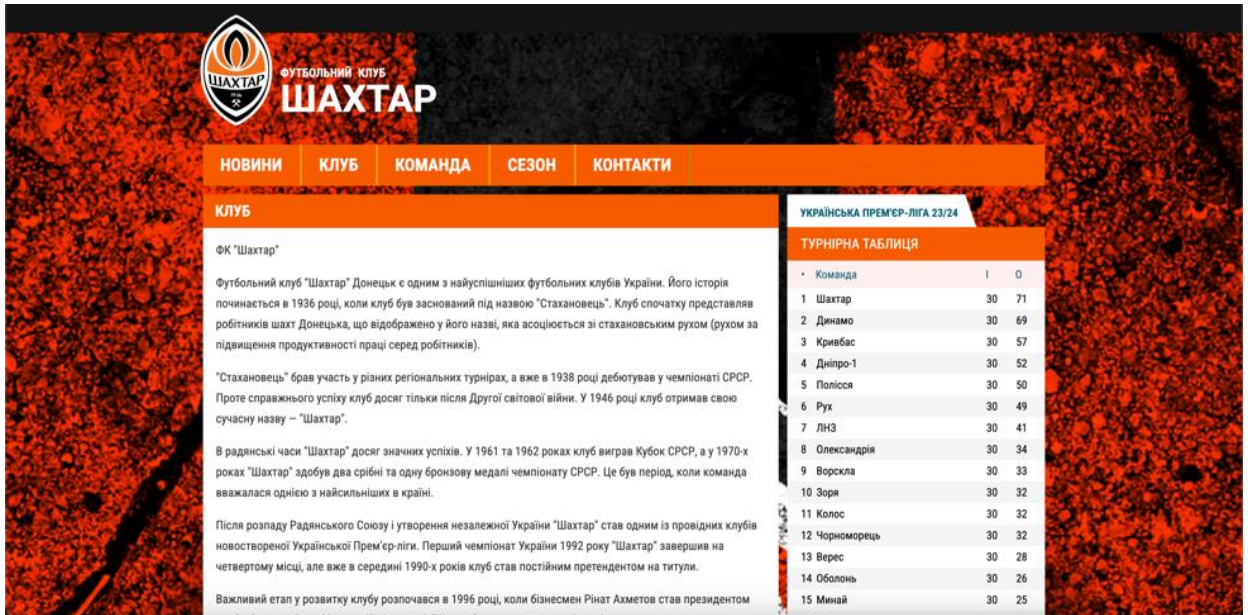 ШАХТАР
1936
ФУТБОЛЬНИЙ КЛУБ
ШАХТАР
НОВИНИ КЛУБ КОМАНДА СЕЗОН КОНТАКТИ
КЛУБ
ФК "Шахтар"
Футбольний клуб "Шахтар" Донецьк є одним з найуспішніших футбольних клубів України. Його історія
починається в 1936 році, коли клуб був заснований під назвою "Стахановець". Клуб спочатку представляв
робітників шахт Донецька, що відображено у його назві, яка асоціюється зі стахановським рухом (рухом за
підвищення продуктивності праці серед робітників).
"Стахановець" брав участь у різних регіональних турнірах, а вже в 1938 році дебютував у чемпіонаті СРСР.
Проте справжнього успіху клуб досяг тільки після Другої світової війни. У 1946 році клуб отримав свою
сучасну назву — "Шахтар".
В радянські часи "Шахтар" досяг значних успіхів. У 1961 та 1962 роках клуб виграв Кубок СРСР, а у 1970-х
роках "Шахтар" здобув два срібні та одну бронзову медалі чемпіонату СРСР. Це був період, коли команда
вважалася однією з найсильніших в країні.
Після розпаду Радянського Союзу і утворення незалежної України "Шахтар" став одним із провідних клубів
новоствореної Української Прем'єр-ліги. Перший чемпіонат України 1992 року "Шахтар" завершив на
четвертому місці, але вже в середині 1990-х років клуб став постійним претендентом на титули.
Важливий етап у розвитку клубу розпочався в 1996 році, коли бізнесмен Рінат Ахметов став президентом
УКРАЇНСЬКА ПРЕМ'ЄР-ЛІГА 23/24
ТУРНІРНА ТАБЛИЦЯ
• Команда І О
1 Шахтар 30 71
2 Динамо 30 69
3 Кривбас 30 57
4 Дніпро-1 30 52
5 Полісся 30 50
6 Рух 30 49
7 ЛНЗ 30 41
8 Олександрія 30 34
9 Ворскла 30 33
10 Зоря 30 32
11 Колос 30 32
12 Чорноморець 30 32
13 Верес 30 28
14 Оболонь 30 26
15 Минай 30 25